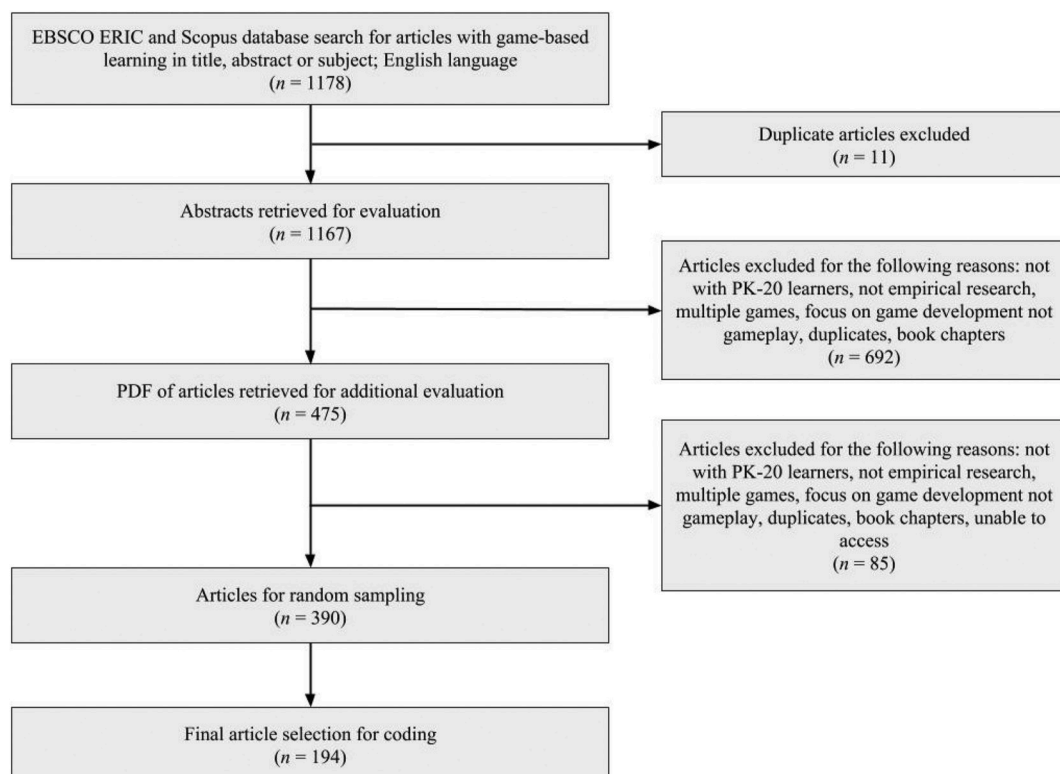 EBSCO ERIC and Scopus database search for articles with game-based
learning in title, abstract or subject; English language
(n = 1178)
Duplicate articles excluded
(n = 11)
Abstracts retrieved for evaluation
(n = 1167)
Articles excluded for the following reasons: not
with PK-20 learners, not empirical research,
multiple games, focus on game development not
gameplay, duplicates, book chapters
(n = 692)
PDF of articles retrieved for additional evaluation
(n = 475)
Articles excluded for the following reasons: not
with PK-20 learners, not empirical research,
multiple games, focus on game development not
gameplay, duplicates, book chapters, unable to
access
(n = 85)
Articles for random sampling
(n = 390)
Final article selection for coding
(n = 194)